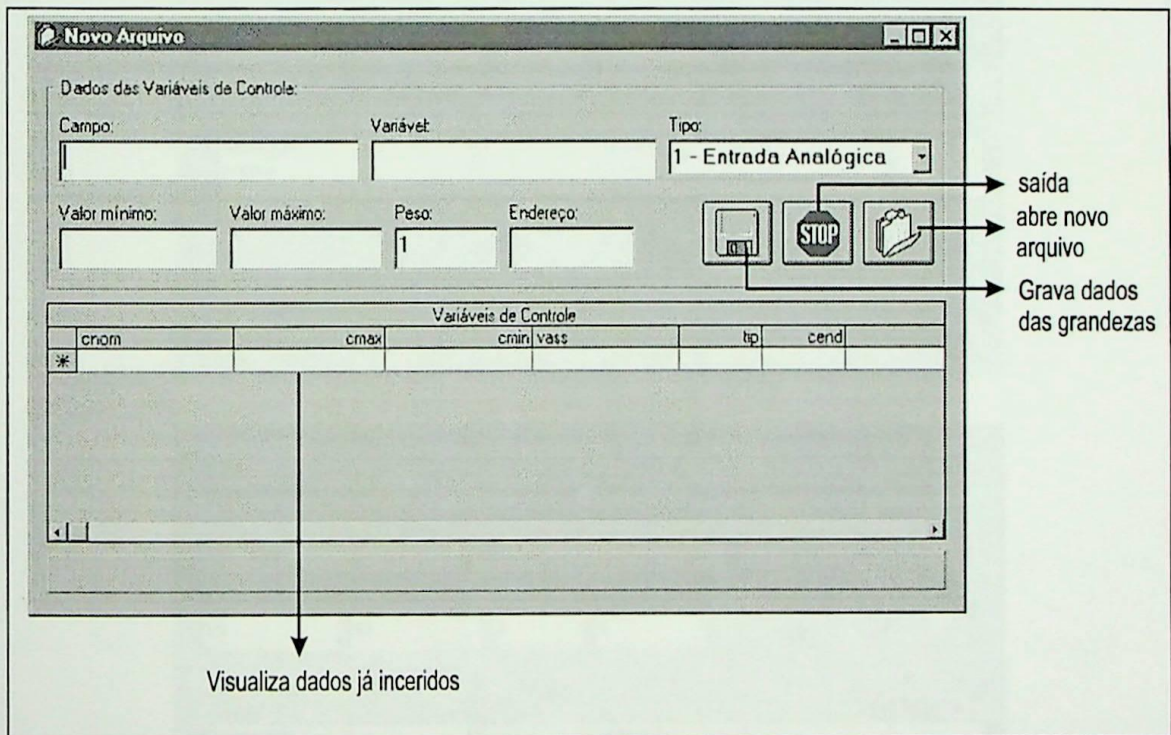 Novo Arquivo
Dados das Variáveis de Controle:
Campo:
Variável:
Tipo:
1 - Entrada Analógica
Valor mínimo:
Valor máximo:
Peso:
Endereço:
1
STOP
saída
abre novo
arquivo
Grava dados
das grandezas
Variáveis de Controle
cnom
cmax
cmin
vass
tip
cend
Visualiza dados já inceridos